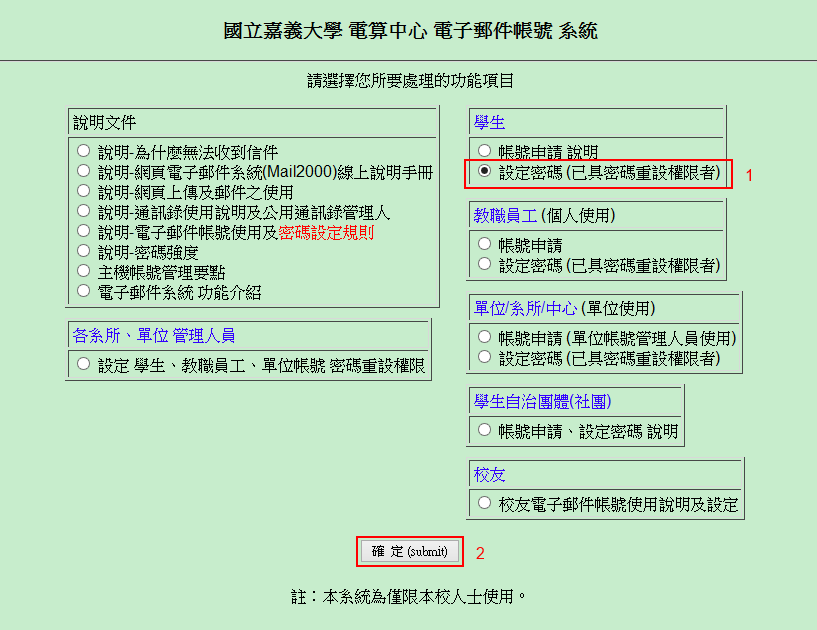 國立嘉義大學 電算中心 電子郵件帳號 系統
請選擇您所要處理的功能項目
說明文件
說明-為什麼無法收到信件
說明-網頁電子郵件系統(Mail2000)線上說明手冊
說明-網頁上傳及郵件之使用
說明-通訊錄使用說明及公用通訊錄管理人
說明-電子郵件帳號使用及密碼設定規則
說明-密碼強度
主機帳號管理要點
電子郵件系統 功能介紹
各系所、單位 管理人員
設定 學生、教職員工、單位帳號 密碼重設權限
學生
帳號申請 說明
設定密碼 (已具密碼重設權限者)
1
教職員工 (個人使用)
帳號申請
設定密碼 (已具密碼重設權限者)
單位/系所/中心 (單位使用)
帳號申請 (單位帳號管理人員使用)
設定密碼 (已具密碼重設權限者)
學生自治團體(社團)
帳號申請、設定密碼 說明
校友
校友電子郵件帳號使用說明及設定
確 定 (submit)
2
註：本系統為僅限本校人士使用。